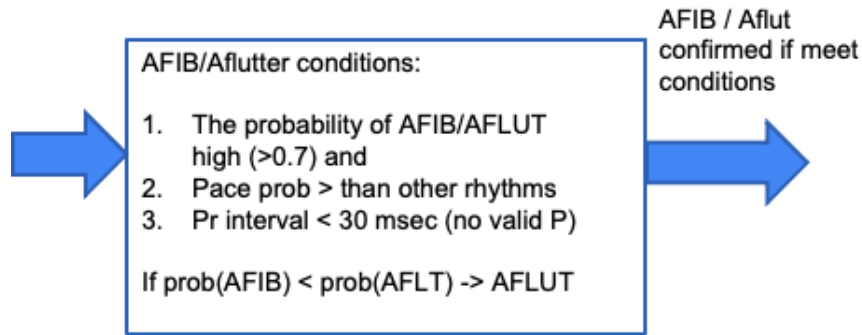 AFIB/Aflutter conditions:
1. The probability of AFIB/AFLUT
high (>0.7) and
2. Pace prob > than other rhythms
3. Pr interval < 30 msec (no valid P)
If prob(AFIB) < prob(AFLT) -> AFLUT
AFIB / Aflut
confirmed if meet
conditions